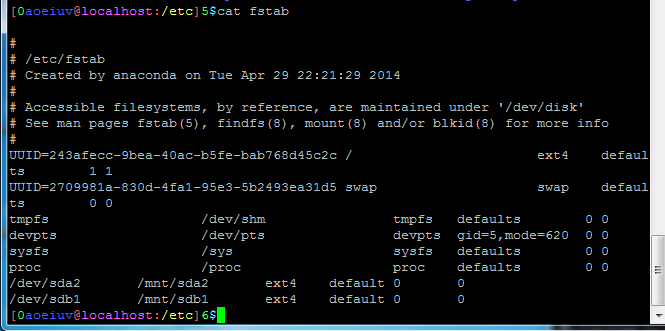 [0aoeiuv@localhost:/etc]5$cat fstab
#
# /etc/fstab
# Created by anaconda on Tue Apr 29 22:21:29 2014
#
# Accessible filesystems, by reference, are maintained under '/dev/disk'
# See man pages fstab(5), findfs(8), mount(8) and/or blkid(8) for more info
#
UUID=243afecc-9bea-40ac-b5fe-bab768d45c2c / ext4 defaul
ts 1 1
UUID=2709981a-830d-4fa1-95e3-5b2493ea31d5 swap swap defaul
ts 0 0
tmpfs /dev/shm tmpfs defaults 0 0
devpts /dev/pts devpts gid=5,mode=620 0 0
sysfs /sys sysfs defaults 0 0
proc /proc proc defaults 0 0
/dev/sda2 /mnt/sda2 ext4 default 0 0
/dev/sdb1 /mnt/sdb1 ext4 default 0 0
[0aoeiuv@localhost:/etc]6$